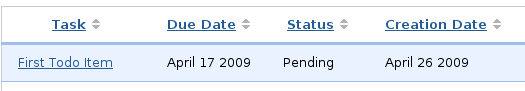 Task Due Date Status Creation Date
First Todo Item April 17 2009 Pending April 26 2009